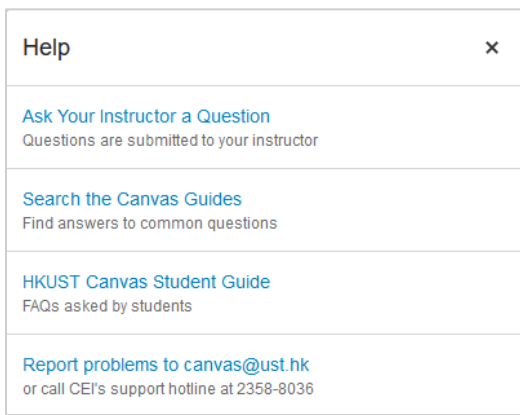 Help ×
Ask Your Instructor a Question
Questions are submitted to your instructor
Search the Canvas Guides
Find answers to common questions
HKUST Canvas Student Guide
FAQs asked by students
Report problems to canvas@ust.hk
or call CEI's support hotline at 2358-8036